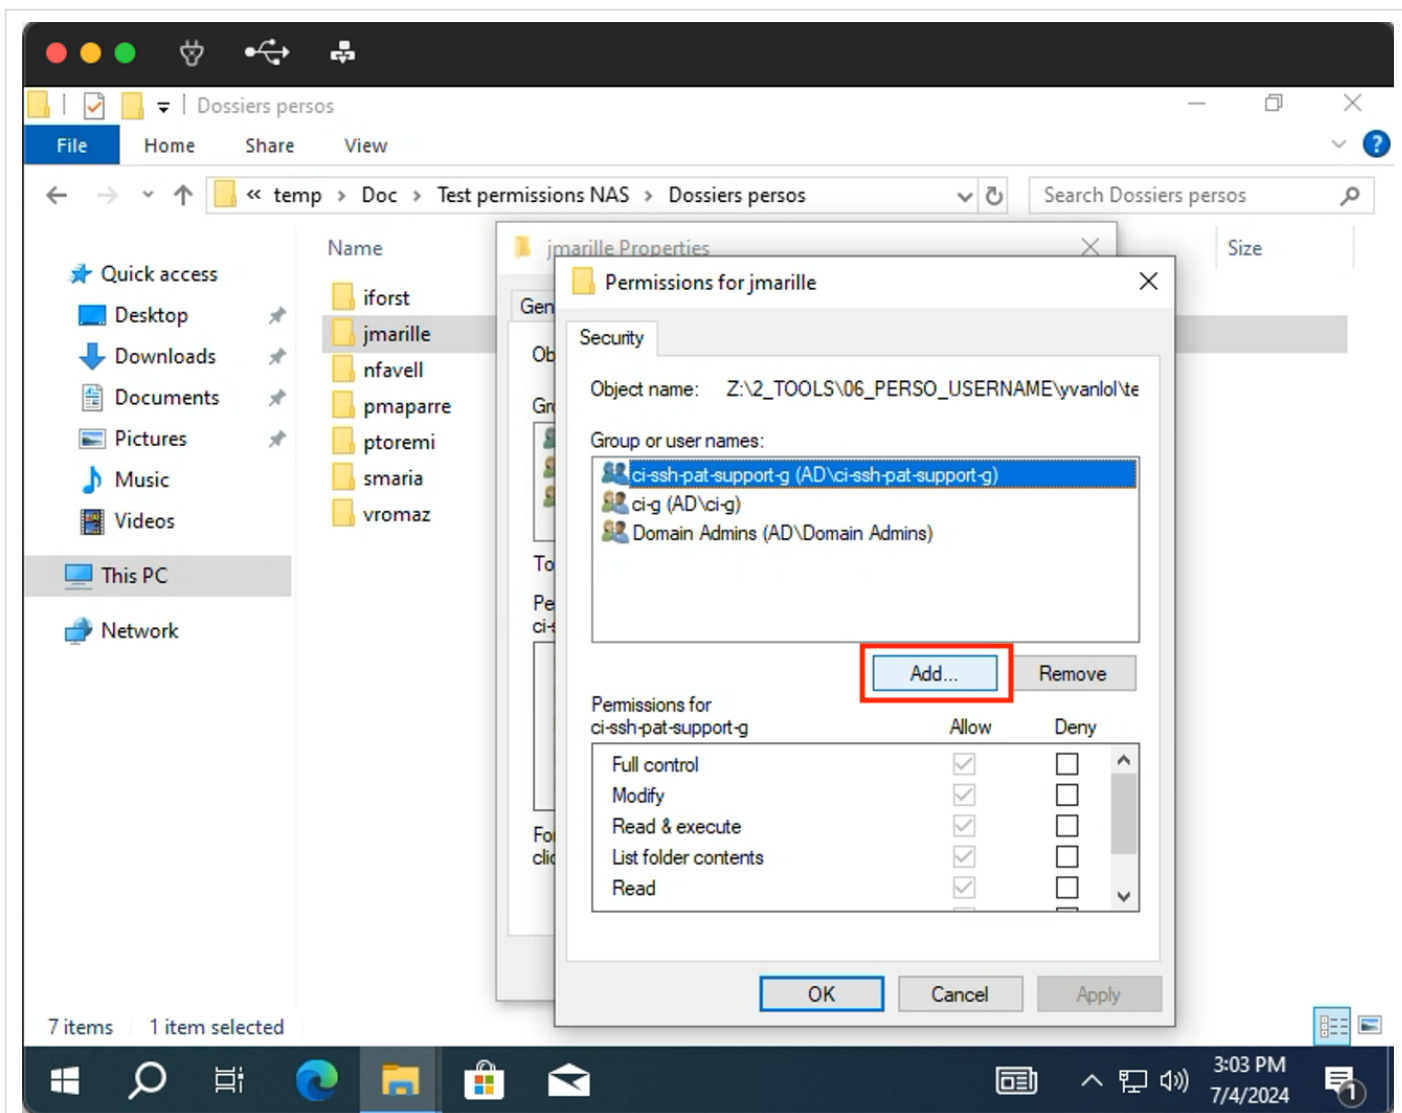 Dossiers persos
File Home Share View
« temp › Doc › Test permissions NAS › Dossiers persos
Search Dossiers persos
Quick access
Desktop
Downloads
Documents
Pictures
Music
Videos
This PC
Network
Name
Size
iforst
jmarille
nfavell
pmaparre
ptoremi
smaria
vromaz
jmarille Properties
Gen
Ob
To
Pe
Permissions for jmarille
Security
Object name: Z:\2_TOOLS\06_PERSO_USERNAME\yvanlol\te
Group or user names:
ci-ssh-pat-support-g (AD\ci-ssh-pat-support-g)
ci-g (AD\ci-g)
Domain Admins (AD\Domain Admins)
Add... Remove
Permissions for
ci-ssh-pat-support-g
Allow Deny
Full control
Modify
Read & execute
List folder contents
Read
OK Cancel Apply
7 items 1 item selected
3:03 PM
7/4/2024
1